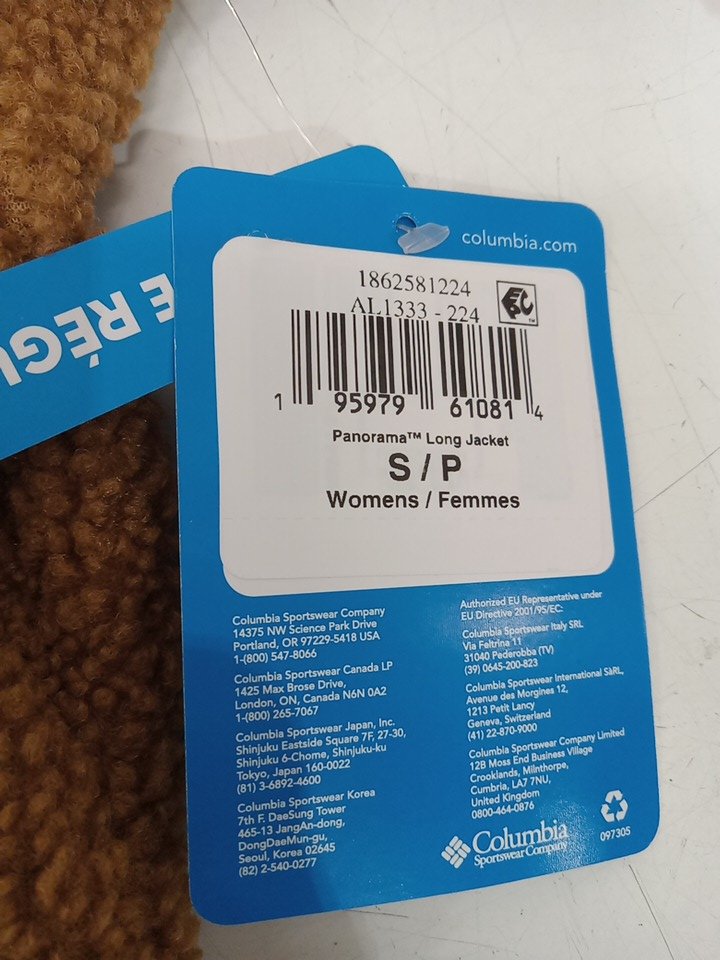 columbia.com
1862581224
AL1333 - 224
EPC™
1 95979 61081 4
Panorama™ Long Jacket
S / P
Womens / Femmes
Columbia Sportswear Company
14375 NW Science Park Drive
Portland, OR 97229-5418 USA
1-(800) 547-8066
Columbia Sportswear Canada LP
1425 Max Brose Drive,
London, ON, Canada N6N 0A2
1-(800) 265-7067
Columbia Sportswear Japan, Inc.
Shinjuku Eastside Square 7F, 27-30,
Shinjuku 6-Chome, Shinjuku-ku
Tokyo, Japan 160-0022
(81) 3-6892-4600
Columbia Sportswear Korea
7th F. DaeSung Tower
465-13 JangAn-dong,
DongDaeMun-gu,
Seoul, Korea 02645
(82) 2-540-0277
Authorized EU Representative under
EU Directive 2001/95/EC:
Columbia Sportswear Italy SRL
Via Feltrina 11
31040 Pederobba (TV)
(39) 0645-200-823
Columbia Sportswear International SàRL,
Avenue des Morgines 12,
1213 Petit Lancy
Geneva, Switzerland
(41) 22-870-9000
Columbia Sportswear Company Limited
12B Moss End Business Village
Crooklands, Milnthorpe,
Cumbria, LA7 7NU,
United Kingdom
0800-464-0876
Columbia
Sportswear Company
097305
E RÉGU